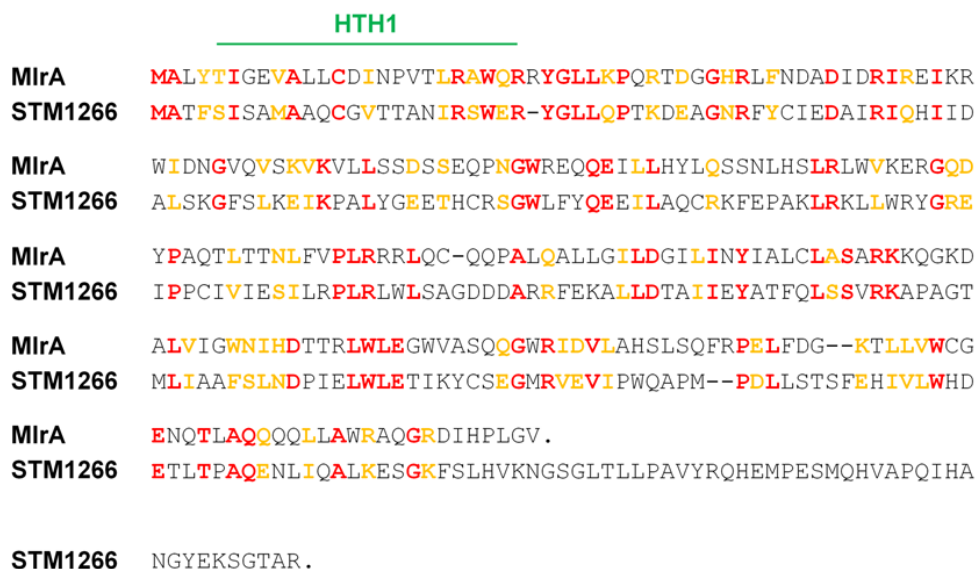 HTH1
MlrA MALYTIGEVALLCDINPVTLRAWQRRYGLLKPQRTDGGHRLFNDADIDRIREIKR
STM1266 MATFSISAMAAQCGVTTANIRSWER-YGLLQPTKDEAGNRFYCIEDAIRIQHIID
MlrA WIDNGVQVSKVKVLLSSDSSEQPNGWREQQEILLHYLQSSNLHSLRLWVKERGQD
STM1266 ALSKGFSLKEIKPALYGEETHCRSGWLFYQEEILAQCRKFEPAKLRKLLWRYGRE
MlrA YPAQTLTTNLFVPLRRRLQC-QQPALQALLGILDGILINYIALCLASARKKQGKD
STM1266 IPPCIVIESILRPLRLWLSAGDDDARRFEKALLDTAIIEYATFQLSSVRKAPAGT
MlrA ALVIGWNIHDTTRLWLEGWVASQQGWRIDVLAHSLSQFRPELFDG--KTLLVWCG
STM1266 MLIAAFSLNDPIELWLETIKYCSEGMRVEVIPWQAPM--PDLLSTSFEHIVLWHD
MlrA ENQTLAQQQQLLAWRAQGRDIHPLGV.
STM1266 ETLTPAQENLIQALKESGKFSLHVKNGSGLTLLPAVYRQHEMPESMQHVAPQIHA
STM1266 NGYEKSGTAR.